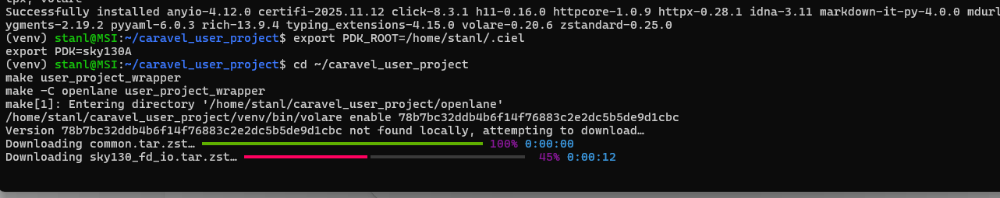 Successfully installed anyio-4.12.0 certifi-2025.11.12 click-8.3.1 h11-0.16.0 httpcore-1.0.9 httpx-0.28.1 idna-3.11 markdown-it-py-4.0.0 mdurl
ygments-2.19.2 pyyaml-6.0.3 rich-13.9.4 typing_extensions-4.15.0 volare-0.20.6 zstandard-0.25.0
(venv) stanl@MSI:~/caravel_user_project$ export PDK_ROOT=/home/stanl/.ciel
export PDK=sky130A
(venv) stanl@MSI:~/caravel_user_project$ cd ~/caravel_user_project
make user_project_wrapper
make -C openlane user_project_wrapper
make[1]: Entering directory '/home/stanl/caravel_user_project/openlane'
/home/stanl/caravel_user_project/venv/bin/volare enable 78b7bc32ddb4b6f14f76883c2e2dc5b5de9d1cbc
Version 78b7bc32ddb4b6f14f76883c2e2dc5b5de9d1cbc not found locally, attempting to download…
Downloading common.tar.zst… 100% 0:00:00
Downloading sky130_fd_io.tar.zst… 45% 0:00:12